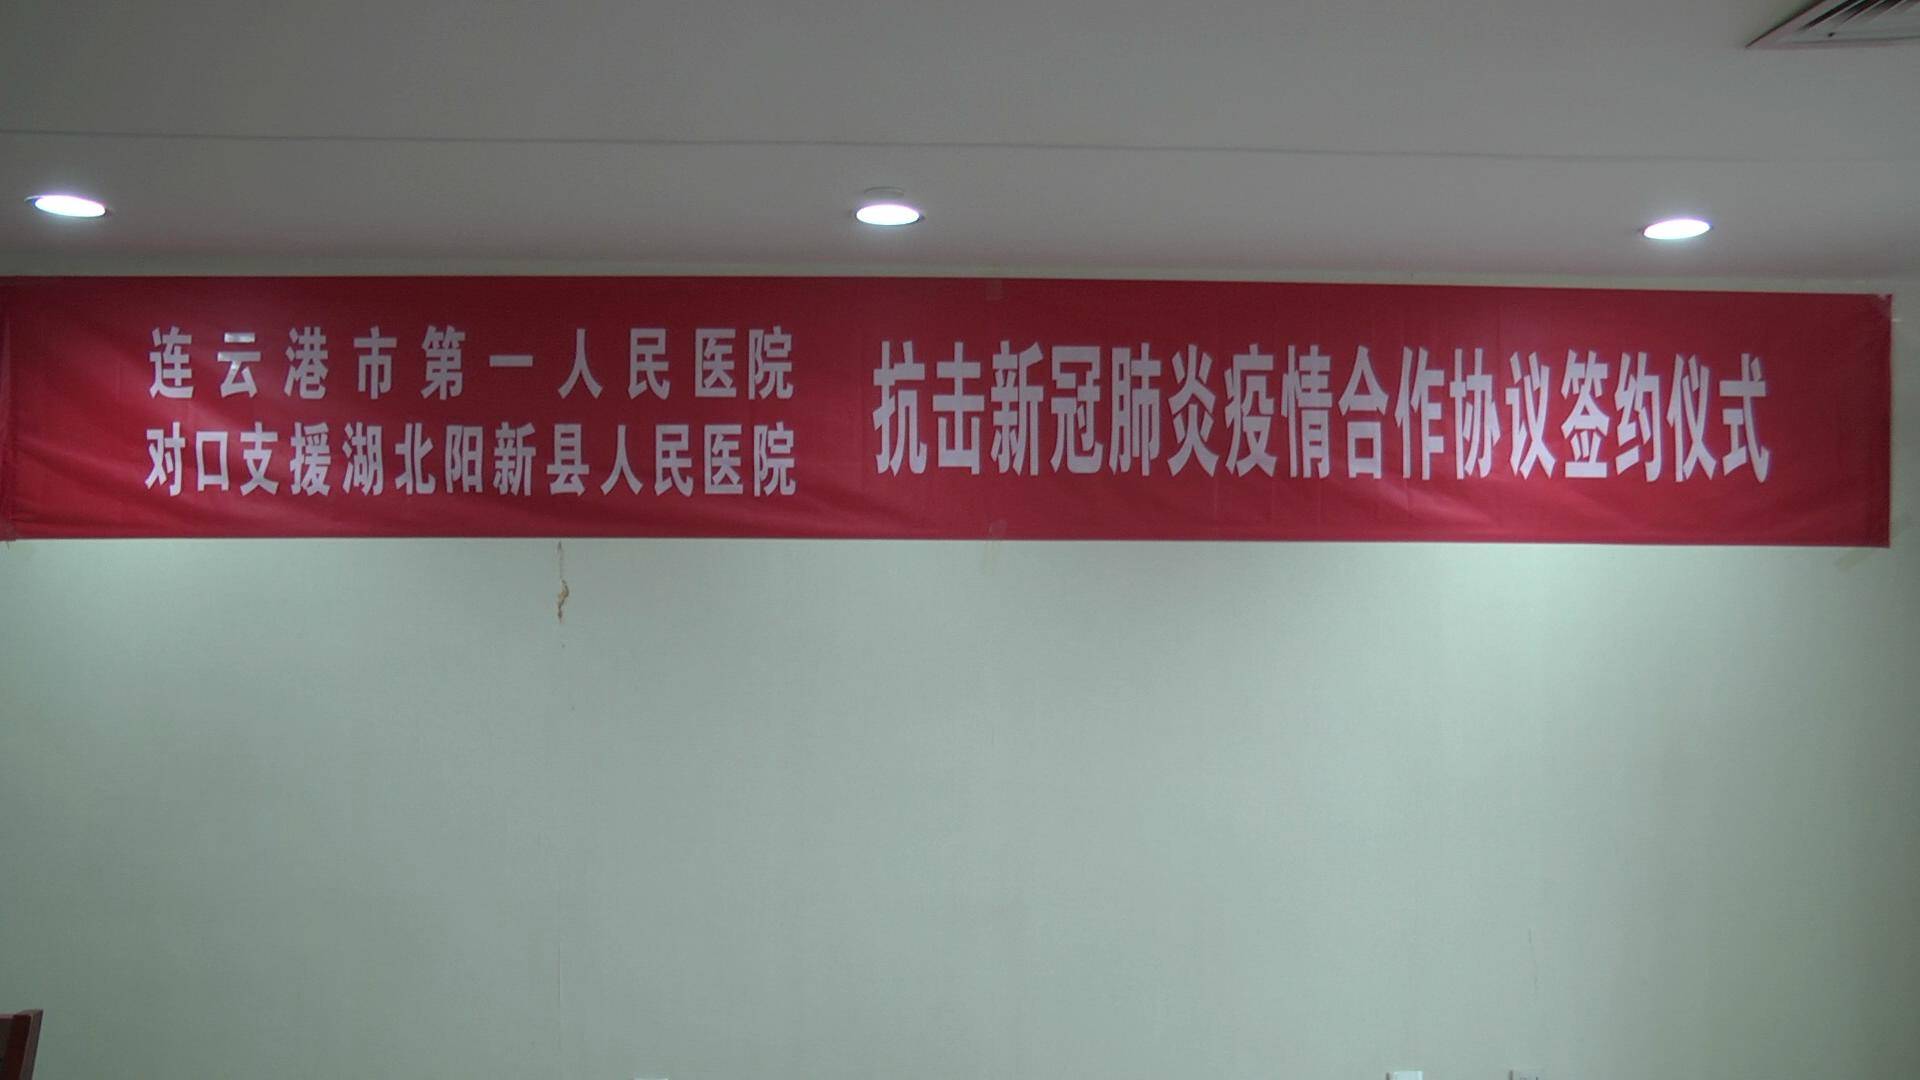 连云港市第一人民医院
对口支援湖北阳新县人民医院
抗击新冠肺炎疫情合作协议签约仪式